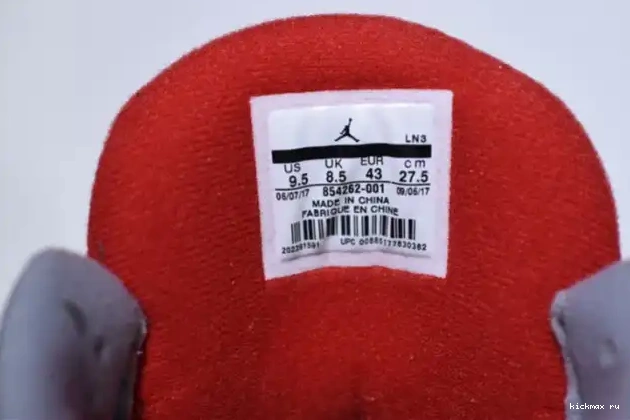 LN3
US UK EUR cm
9.5 8.5 43 27.5
06/07/17 854262-001 09/06/17
MADE IN CHINA
FABRIQUE EN CHINE
UPC
kickmax ru